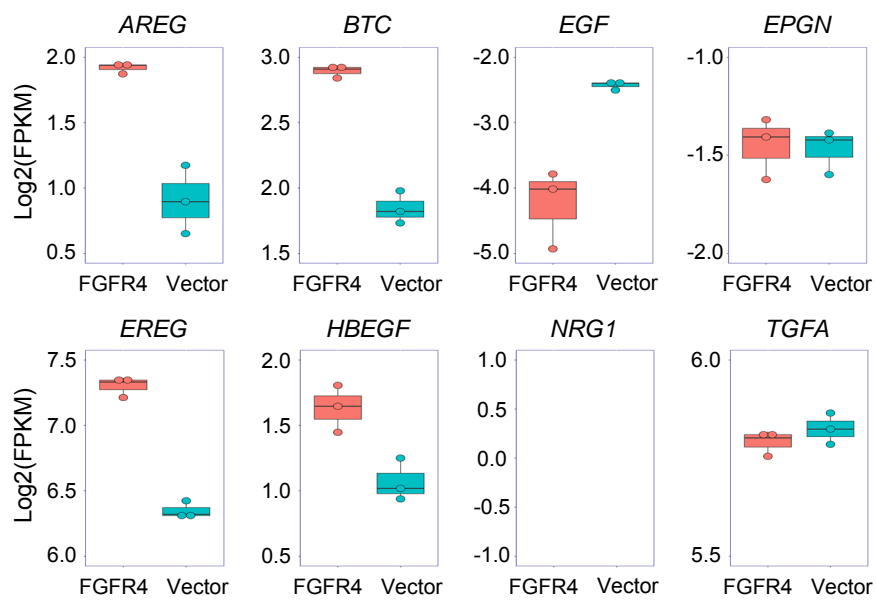 AREG BTC EGF EPGN
Log2(FPKM)
2.0 3.0 -2.0 -1.0
1.5 2.5 -3.0
1.0 2.0 -4.0 -1.5
0.5 1.5 -5.0 -2.0
FGFR4 Vector FGFR4 Vector FGFR4 Vector FGFR4 Vector
EREG HBEGF NRG1 TGFA
Log2(FPKM)
7.5 2.0 1.0 6.0
7.0 1.5 0.5
0.0
6.5 1.0 -0.5
6.0 0.5 -1.0 5.5
FGFR4 Vector FGFR4 Vector FGFR4 Vector FGFR4 Vector